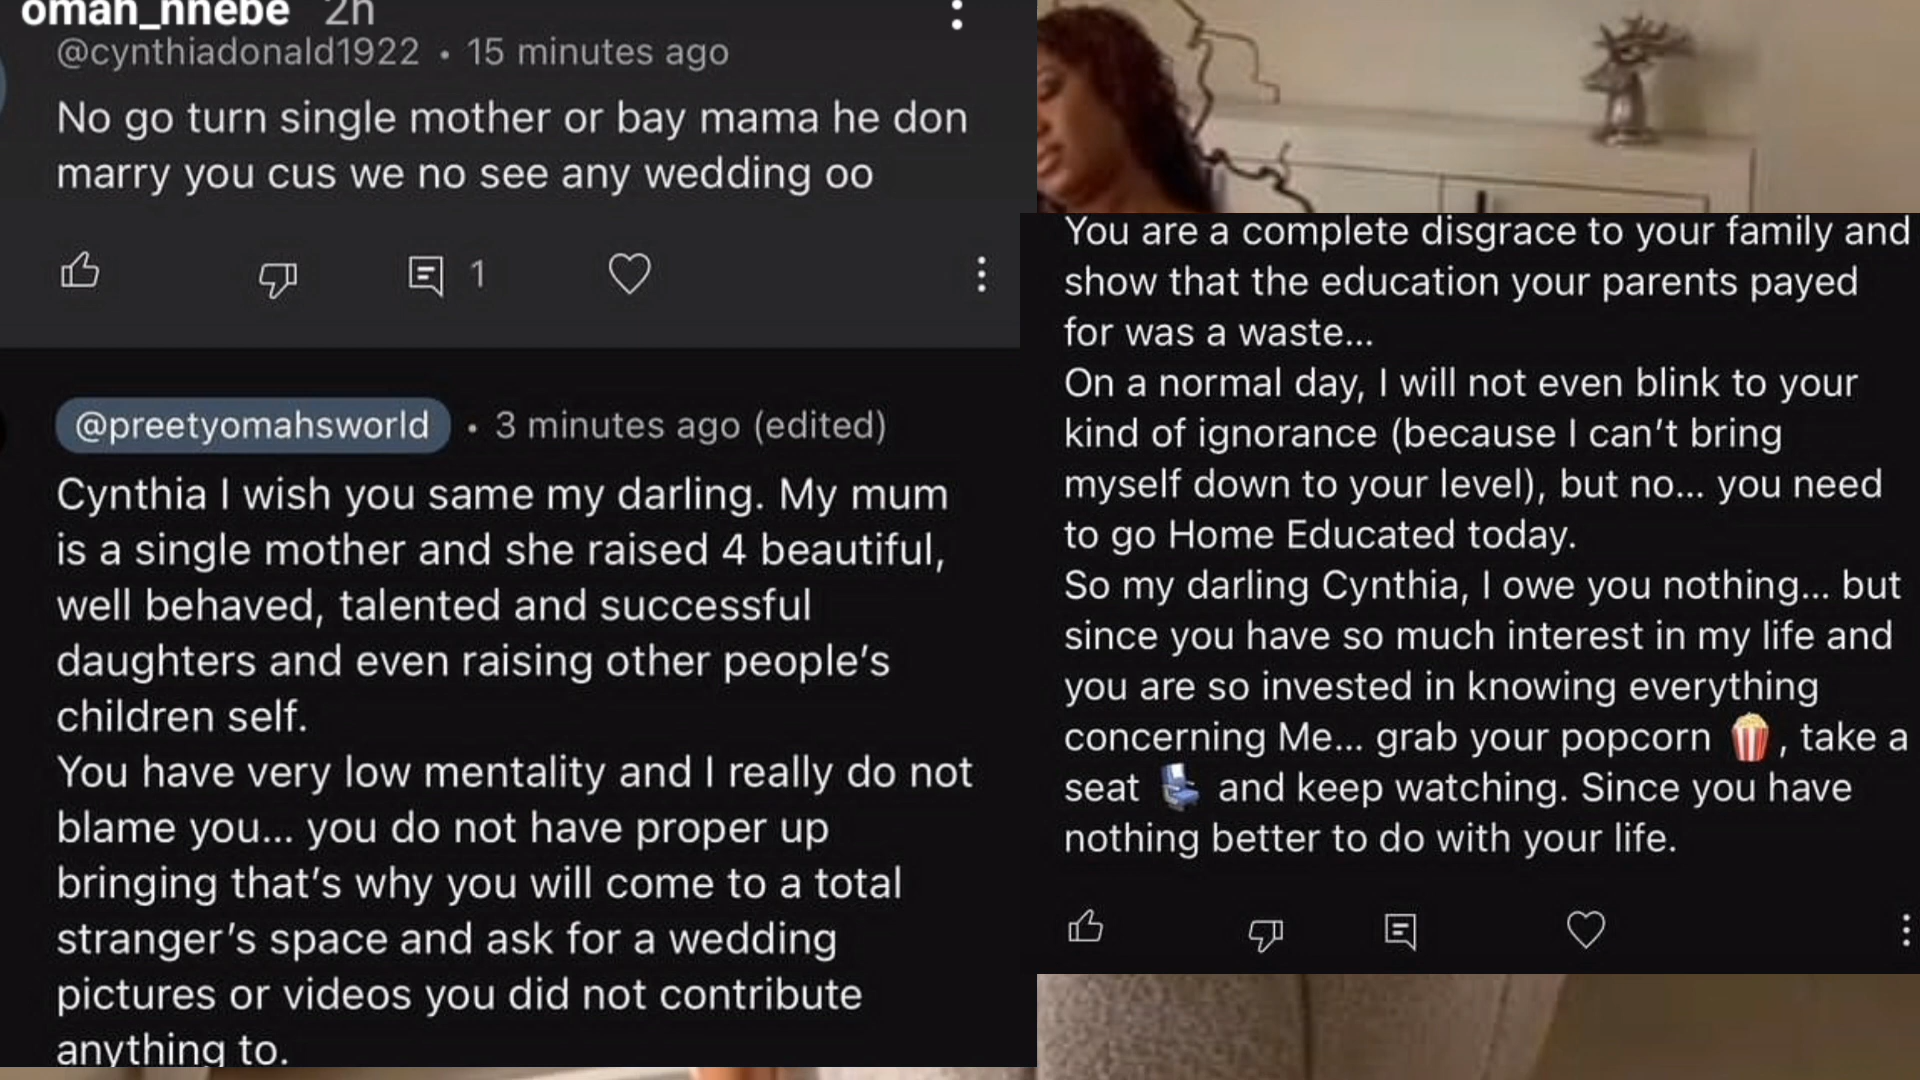 omah_nnebe 2h
@cynthiadonald1922 • 15 minutes ago
No go turn single mother or bay mama he don
marry you cus we no see any wedding oo
1
@preetyomahsworld • 3 minutes ago (edited)
Cynthia I wish you same my darling. My mum
is a single mother and she raised 4 beautiful,
well behaved, talented and successful
daughters and even raising other people's
children self.
You have very low mentality and I really do not
blame you... you do not have proper up
bringing that's why you will come to a total
stranger's space and ask for a wedding
pictures or videos you did not contribute
anything to.
You are a complete disgrace to your family and
show that the education your parents payed
for was a waste...
On a normal day, I will not even blink to your
kind of ignorance (because I can't bring
myself down to your level), but no... you need
to go Home Educated today.
So my darling Cynthia, I owe you nothing... but
since you have so much interest in my life and
you are so invested in knowing everything
concerning Me... grab your popcorn 🍿, take a
seat 💺 and keep watching. Since you have
nothing better to do with your life.